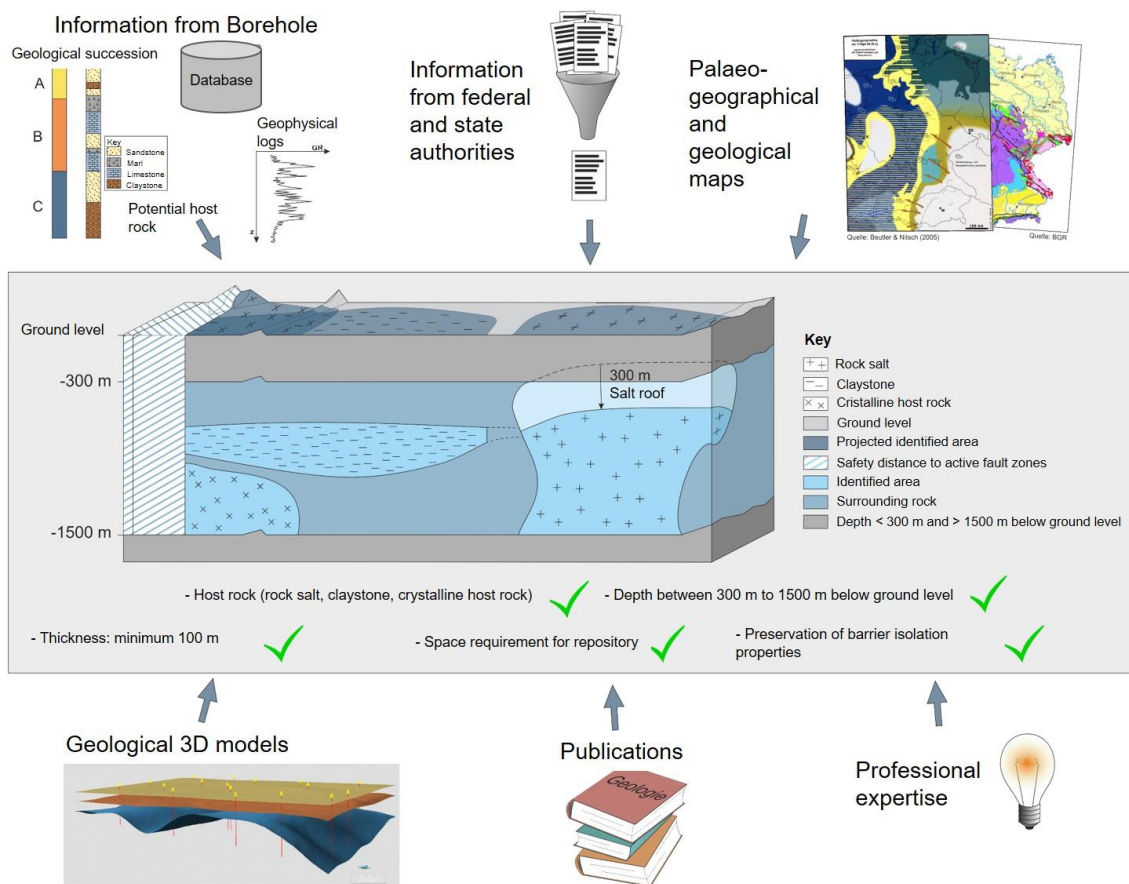 Information from Borehole
Geological succession
A
B
C
Key
Sandstone
Marl
Limestone
Claystone
Potential host
rock
Database
Geophysical
logs
GR
z
Information
from federal
and state
authorities
Palaeo-
geographical
and
geological
maps
Quelle: Beutler & Nitsch (2005)
Quelle: BGR
Ground level
-300 m
-1500 m
300 m
Salt roof
Key
Rock salt
Claystone
Cristalline host rock
Ground level
Projected identified area
Safety distance to active fault zones
Identified area
Surrounding rock
Depth < 300 m and > 1500 m below ground level
- Host rock (rock salt, claystone, crystalline host rock)
- Depth between 300 m to 1500 m below ground level
- Thickness: minimum 100 m
- Space requirement for repository
- Preservation of barrier isolation
properties
Geological 3D models
Publications
Geologie
Professional
expertise